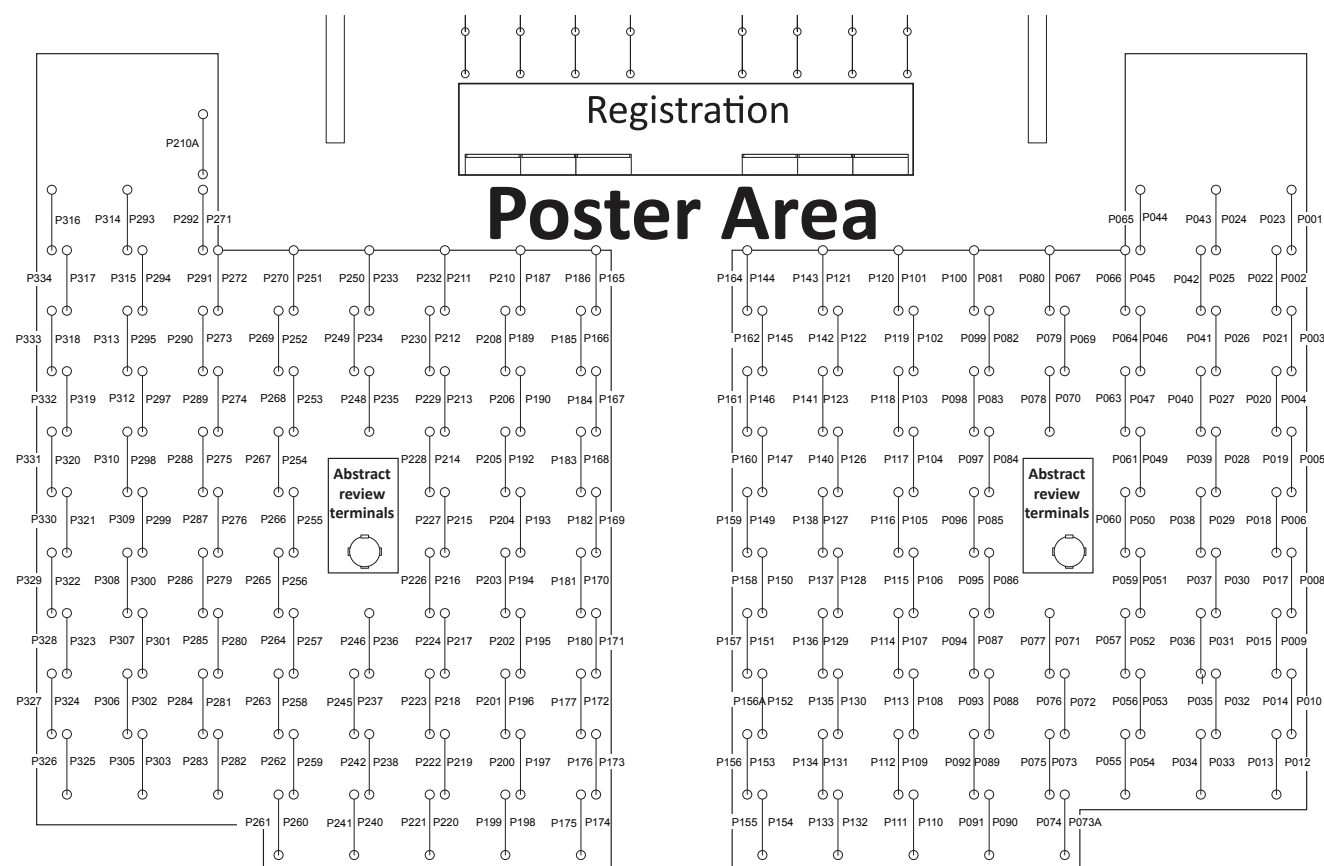 Registration
Poster Area
P210A
P316 P314 P293 P292 P271 P065 P044 P043 P024 P023 P001
P334 P317 P315 P294 P291 P272 P270 P251 P250 P233 P232 P211 P210 P187 P186 P165 P164 P144 P143 P121 P120 P101 P100 P081 P080 P067 P066 P045 P042 P025 P022 P002
P333 P318 P313 P295 P290 P273 P269 P252 P249 P234 P230 P212 P208 P189 P185 P166 P162 P145 P142 P122 P119 P102 P099 P082 P079 P069 P064 P046 P041 P026 P021 P003
P332 P319 P312 P297 P289 P274 P268 P253 P248 P235 P229 P213 P206 P190 P184 P167 P161 P146 P141 P123 P118 P103 P098 P083 P078 P070 P063 P047 P040 P027 P020 P004
P331 P320 P310 P298 P288 P275 P267 P254 P228 P214 P205 P192 P183 P168 P160 P147 P140 P126 P117 P104 P097 P084 P061 P049 P039 P028 P019 P005
Abstract
review
terminals
Abstract
review
terminals
P330 P321 P309 P299 P287 P276 P266 P255 P227 P215 P204 P193 P182 P169 P159 P149 P138 P127 P116 P105 P096 P085 P060 P050 P038 P029 P018 P006
P329 P322 P308 P300 P286 P279 P265 P256 P226 P216 P203 P194 P181 P170 P158 P150 P137 P128 P115 P106 P095 P086 P059 P051 P037 P030 P017 P008
P328 P323 P307 P301 P285 P280 P264 P257 P246 P236 P224 P217 P202 P195 P180 P171 P157 P151 P136 P129 P114 P107 P094 P087 P077 P071 P057 P052 P036 P031 P015 P009
P327 P324 P306 P302 P284 P281 P263 P258 P245 P237 P223 P218 P201 P196 P177 P172 P156A P152 P135 P130 P113 P108 P093 P088 P076 P072 P056 P053 P035 P032 P014 P010
P326 P325 P305 P303 P283 P282 P262 P259 P242 P238 P222 P219 P200 P197 P176 P173 P156 P153 P134 P131 P112 P109 P092 P089 P075 P073 P055 P054 P034 P033 P013 P012
P261 P260 P241 P240 P221 P220 P199 P198 P175 P174 P155 P154 P133 P132 P111 P110 P091 P090 P074 P073A